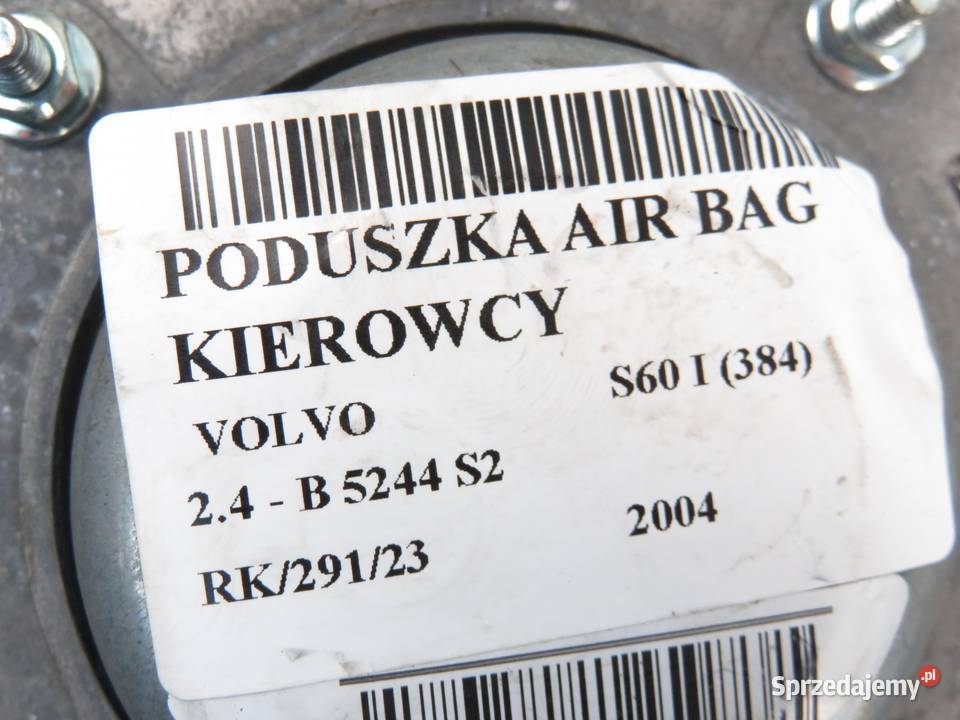 PODUSZKA AIR BAG
KIEROWCY
VOLVO S60 I (384)
2.4 - B 5244 S2
RK/291/23 2004
Sprzedajemy.pl